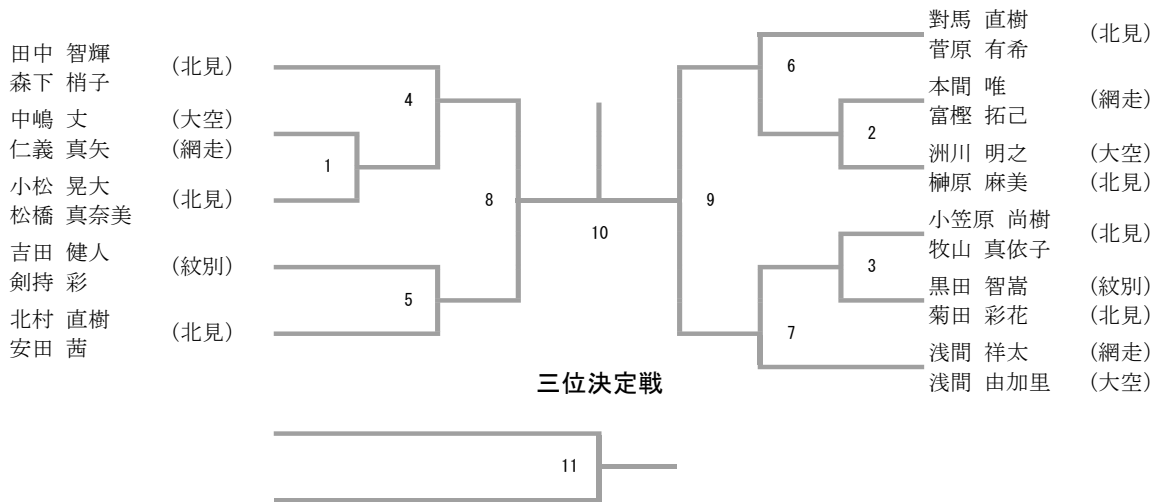 田中 智輝 (北見)
森下 梢子
中嶋 丈 (大空)
仁義 真矢 (網走)
小松 晃大 (北見)
松橋 真奈美
吉田 健人 (紋別)
剣持 彩
北村 直樹 (北見)
安田 茜
4
1
8
5
10
對馬 直樹 (北見)
菅原 有希
本間 唯 (網走)
富樫 拓己
洲川 明之 (大空)
榊原 麻美 (北見)
小笠原 尚樹 (北見)
牧山 真依子
黒田 智嵩 (紋別)
菊田 彩花 (北見)
浅間 祥太 (網走)
浅間 由加里 (大空)
6
2
9
3
7
三位決定戦
11